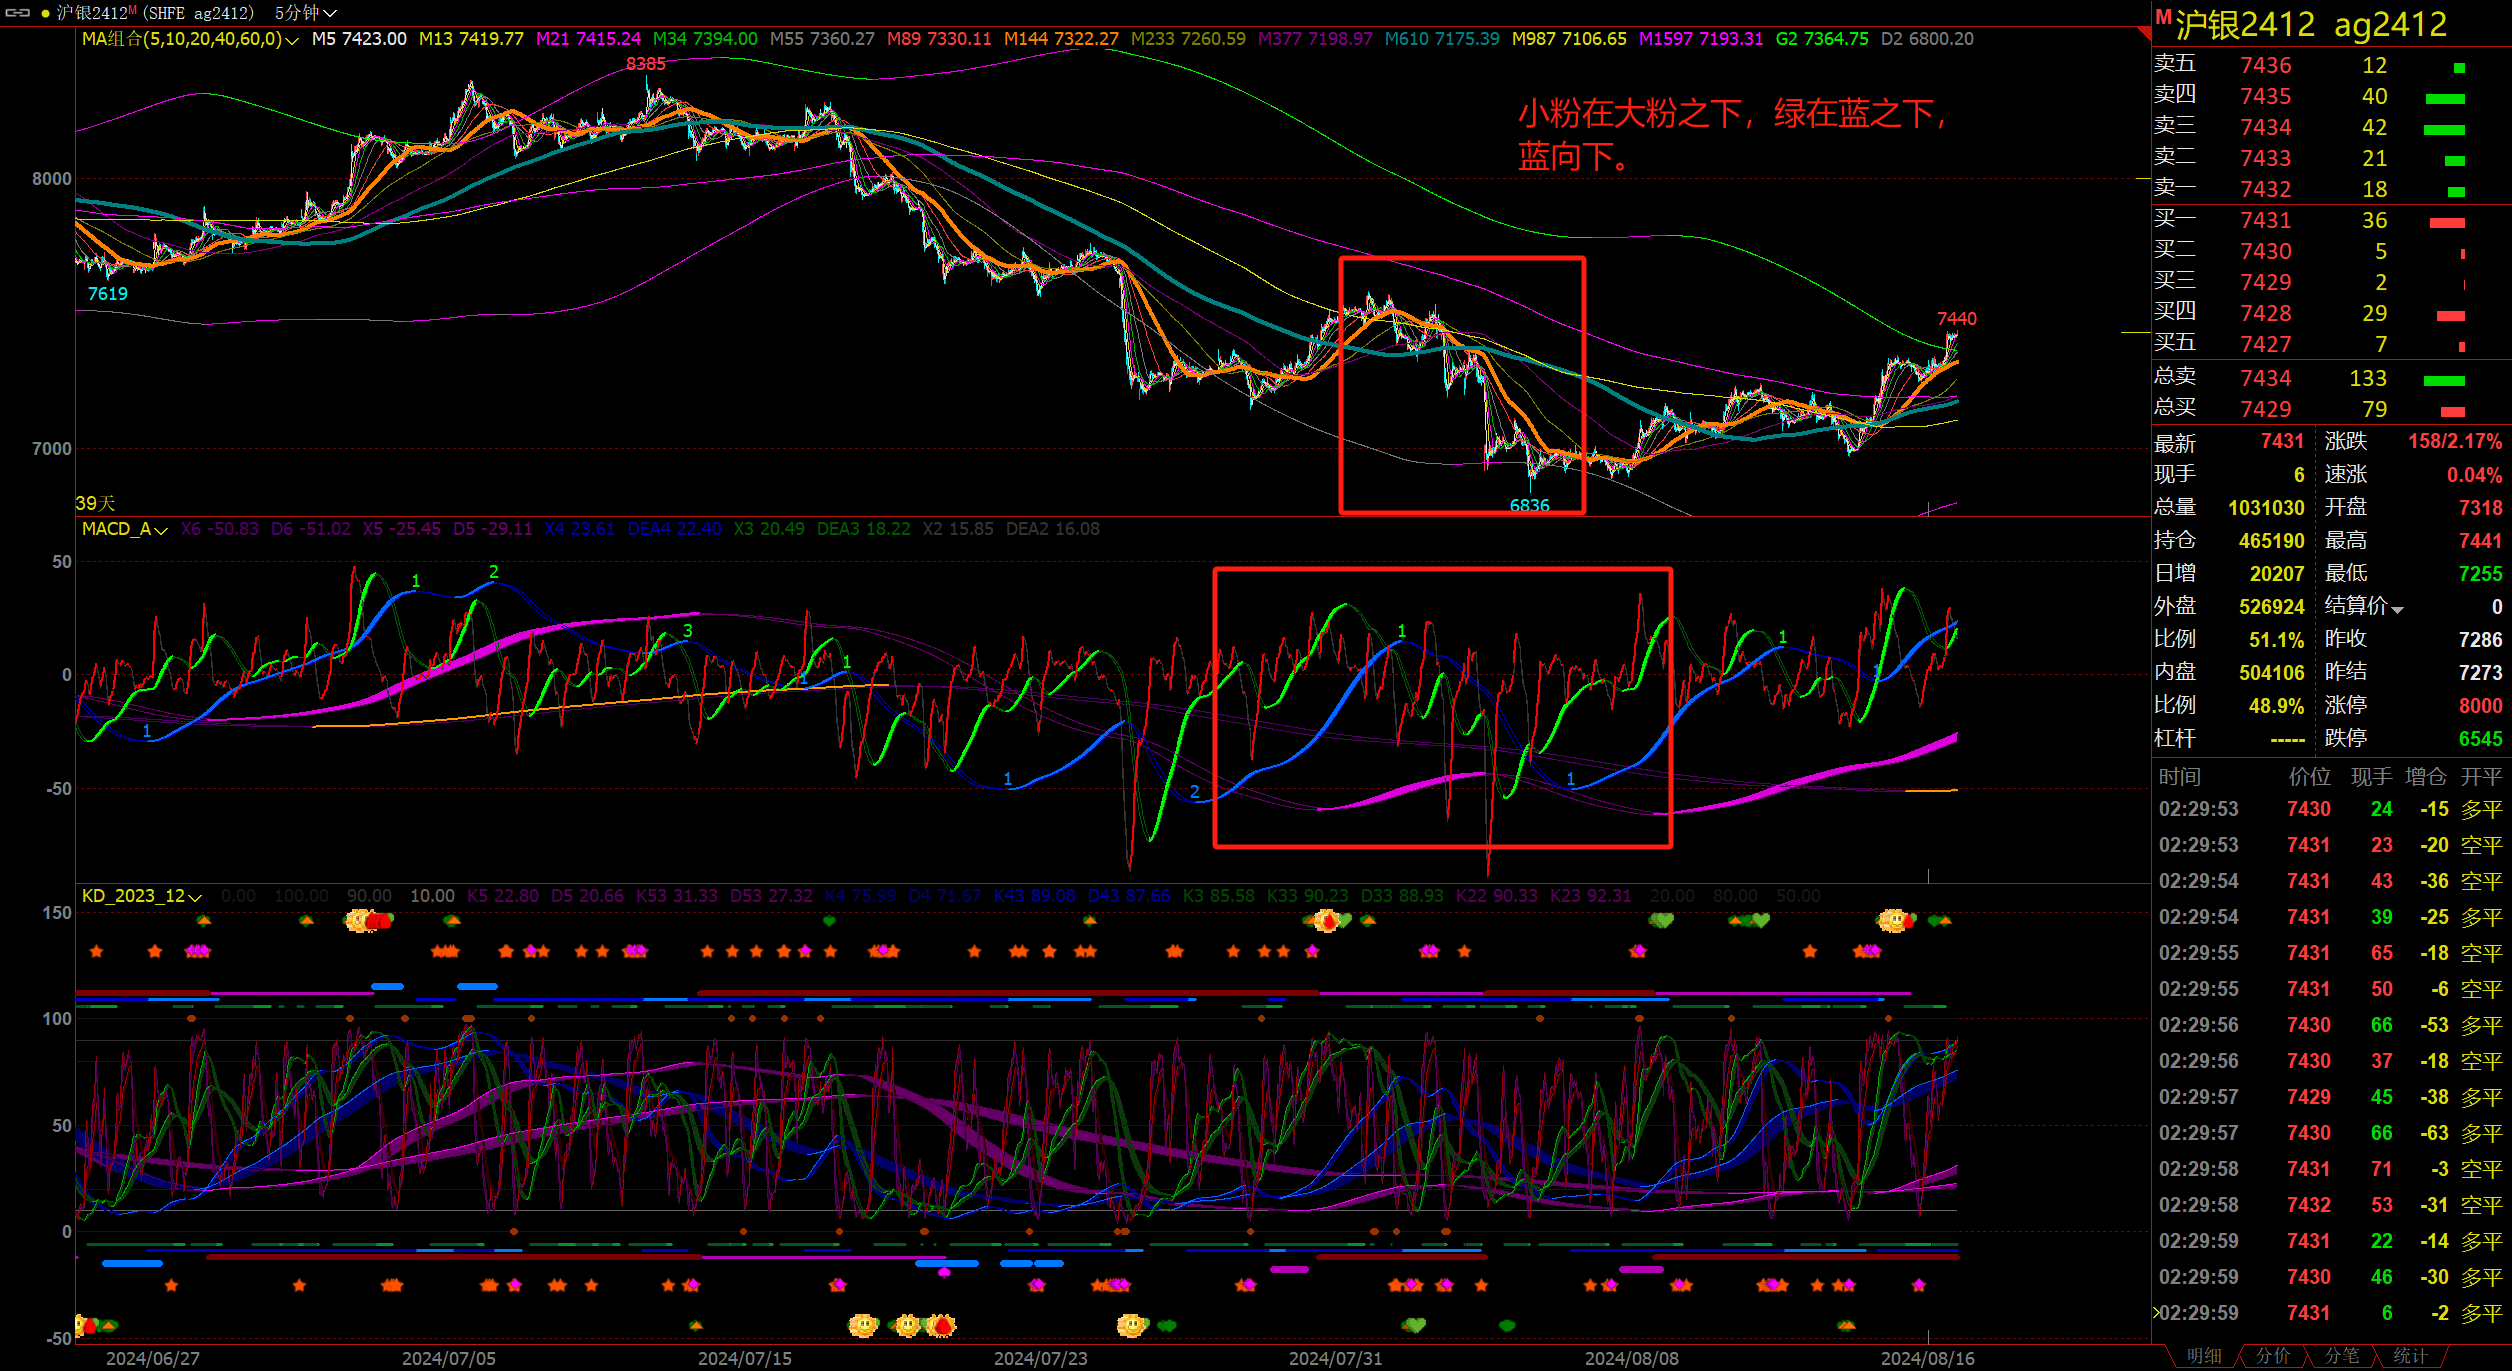 沪银2412M (SHFE ag2412) 5分钟
MA组合(5,10,20,40,60,0) M5 7423.00 M13 7419.77 M21 7415.24 M34 7394.00 M55 7360.27 M89 7330.11 M144 7322.27 M233 7260.59 M377 7198.97 M610 7175.39 M987 7106.65 M1597 7193.31 G2 7364.75 D2 6800.20
8385
小粉在大粉之下，绿在蓝之下，
蓝向下。
8000
7619
7440
7000
39天
6836
MACD_A X6 -50.83 D6 -51.02 X5 -25.45 D5 -29.11 X4 23.61 DEA4 22.40 X3 20.49 DEA3 18.22 X2 15.85 DEA2 16.08
50
0
-50
1
1
2
3
1
1
1
2
1
1
1
1
KD_2023_12 0.00 100.00 90.00 10.00 K5 22.80 D5 20.66 K53 31.33 D53 27.32 K4 75.99 D4 71.67 K43 89.08 D43 87.66 K3 85.58 K33 90.23 D33 88.93 K22 90.33 K23 92.31 20.00 80.00 50.00
150
100
50
0
-50
2024/06/27 2024/07/05 2024/07/15 2024/07/23 2024/07/31 2024/08/08 2024/08/16
M沪银2412 ag2412
卖五 7436 12
卖四 7435 40
卖三 7434 42
卖二 7433 21
卖一 7432 18
买一 7431 36
买二 7430 5
买三 7429 2
买四 7428 29
买五 7427 7
总卖 7434 133
总买 7429 79
最新 7431 涨跌 158/2.17%
现手 6 速涨 0.04%
总量 1031030 开盘 7318
持仓 465190 最高 7441
日增 20207 最低 7255
外盘 526924 结算价 0
比例 51.1% 昨收 7286
内盘 504106 昨结 7273
比例 48.9% 涨停 8000
杠杆 ----- 跌停 6545
时间 价位 现手 增仓 开平
02:29:53 7430 24 -15 多平
02:29:53 7431 23 -20 空平
02:29:54 7431 43 -36 空平
02:29:54 7431 39 -25 多平
02:29:55 7431 65 -18 空平
02:29:55 7431 50 -6 空平
02:29:56 7430 66 -53 多平
02:29:56 7430 37 -18 空平
02:29:57 7429 45 -38 多平
02:29:57 7430 66 -63 多平
02:29:58 7431 71 -3 空平
02:29:58 7432 53 -31 空平
02:29:59 7431 22 -14 多平
02:29:59 7430 46 -30 多平
02:29:59 7431 6 -2 多平
明细 分价 分笔 统计